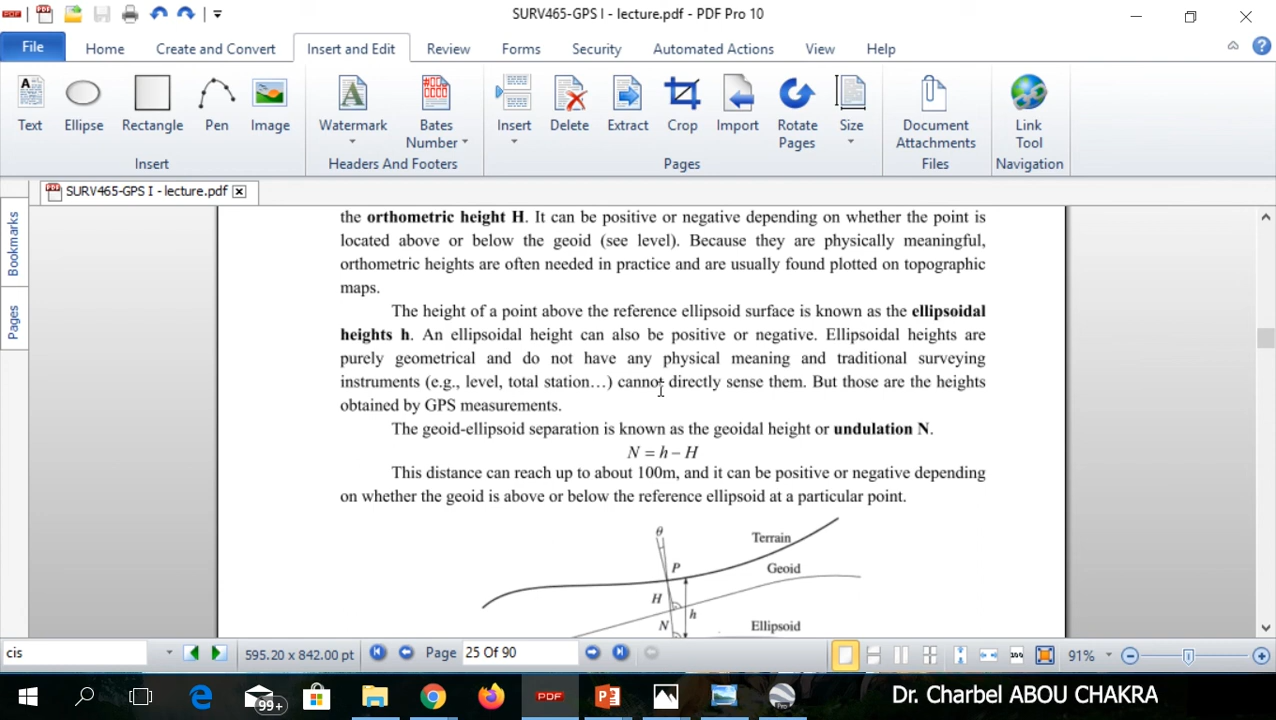 SURV465-GPS I - lecture.pdf - PDF Pro 10
File Home Create and Convert Insert and Edit Review Forms Security Automated Actions View Help
Text Ellipse Rectangle Pen Image Watermark Bates Number Insert Delete Extract Crop Import Rotate Pages Size Document Attachments Link Tool
Insert Headers And Footers Pages Files Navigation
SURV465-GPS I - lecture.pdf
Bookmarks
Pages
the orthometric height H. It can be positive or negative depending on whether the point is
located above or below the geoid (see level). Because they are physically meaningful,
orthometric heights are often needed in practice and are usually found plotted on topographic
maps.
The height of a point above the reference ellipsoid surface is known as the ellipsoidal
heights h. An ellipsoidal height can also be positive or negative. Ellipsoidal heights are
purely geometrical and do not have any physical meaning and traditional surveying
instruments (e.g., level, total station…) cannot directly sense them. But those are the heights
obtained by GPS measurements.
The geoid-ellipsoid separation is known as the geoidal height or undulation N.
N = h – H
This distance can reach up to about 100m, and it can be positive or negative depending
on whether the geoid is above or below the reference ellipsoid at a particular point.
θ
Terrain
P
Geoid
H
h
N
Ellipsoid
cis 595.20 x 842.00 pt Page 25 Of 90 91%
99+ PDF Dr. Charbel ABOU CHAKRA